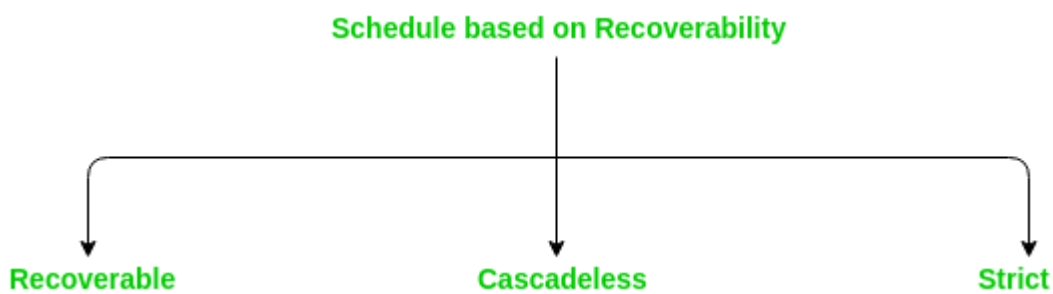 Schedule based on Recoverability
Recoverable
Cascadeless
Strict